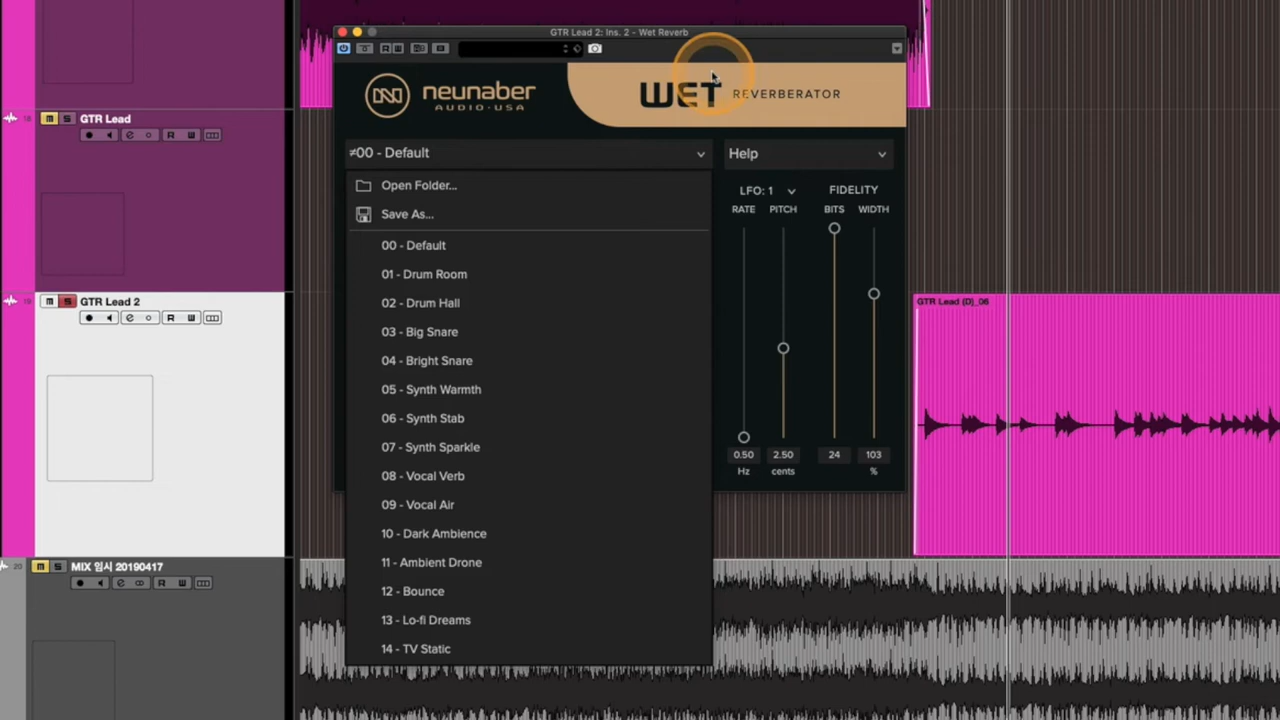 GTR Lead 2: Ins. 2 - Wet Reverb
neunaber
AUDIO·USA
WET REVERBERATOR
18
M S GTR Lead
e R W
≠00 - Default
Help
Open Folder...
Save As...
00 - Default
01 - Drum Room
02 - Drum Hall
03 - Big Snare
04 - Bright Snare
05 - Synth Warmth
06 - Synth Stab
07 - Synth Sparkle
08 - Vocal Verb
09 - Vocal Air
10 - Dark Ambience
11 - Ambient Drone
12 - Bounce
13 - Lo-fi Dreams
14 - TV Static
LFO: 1
FIDELITY
RATE PITCH BITS WIDTH
0.50 2.50 24 103
Hz cents %
19
M S GTR Lead 2
e R W
GTR Lead (D)_06
20
M S MIX 임시 20190417
e R W